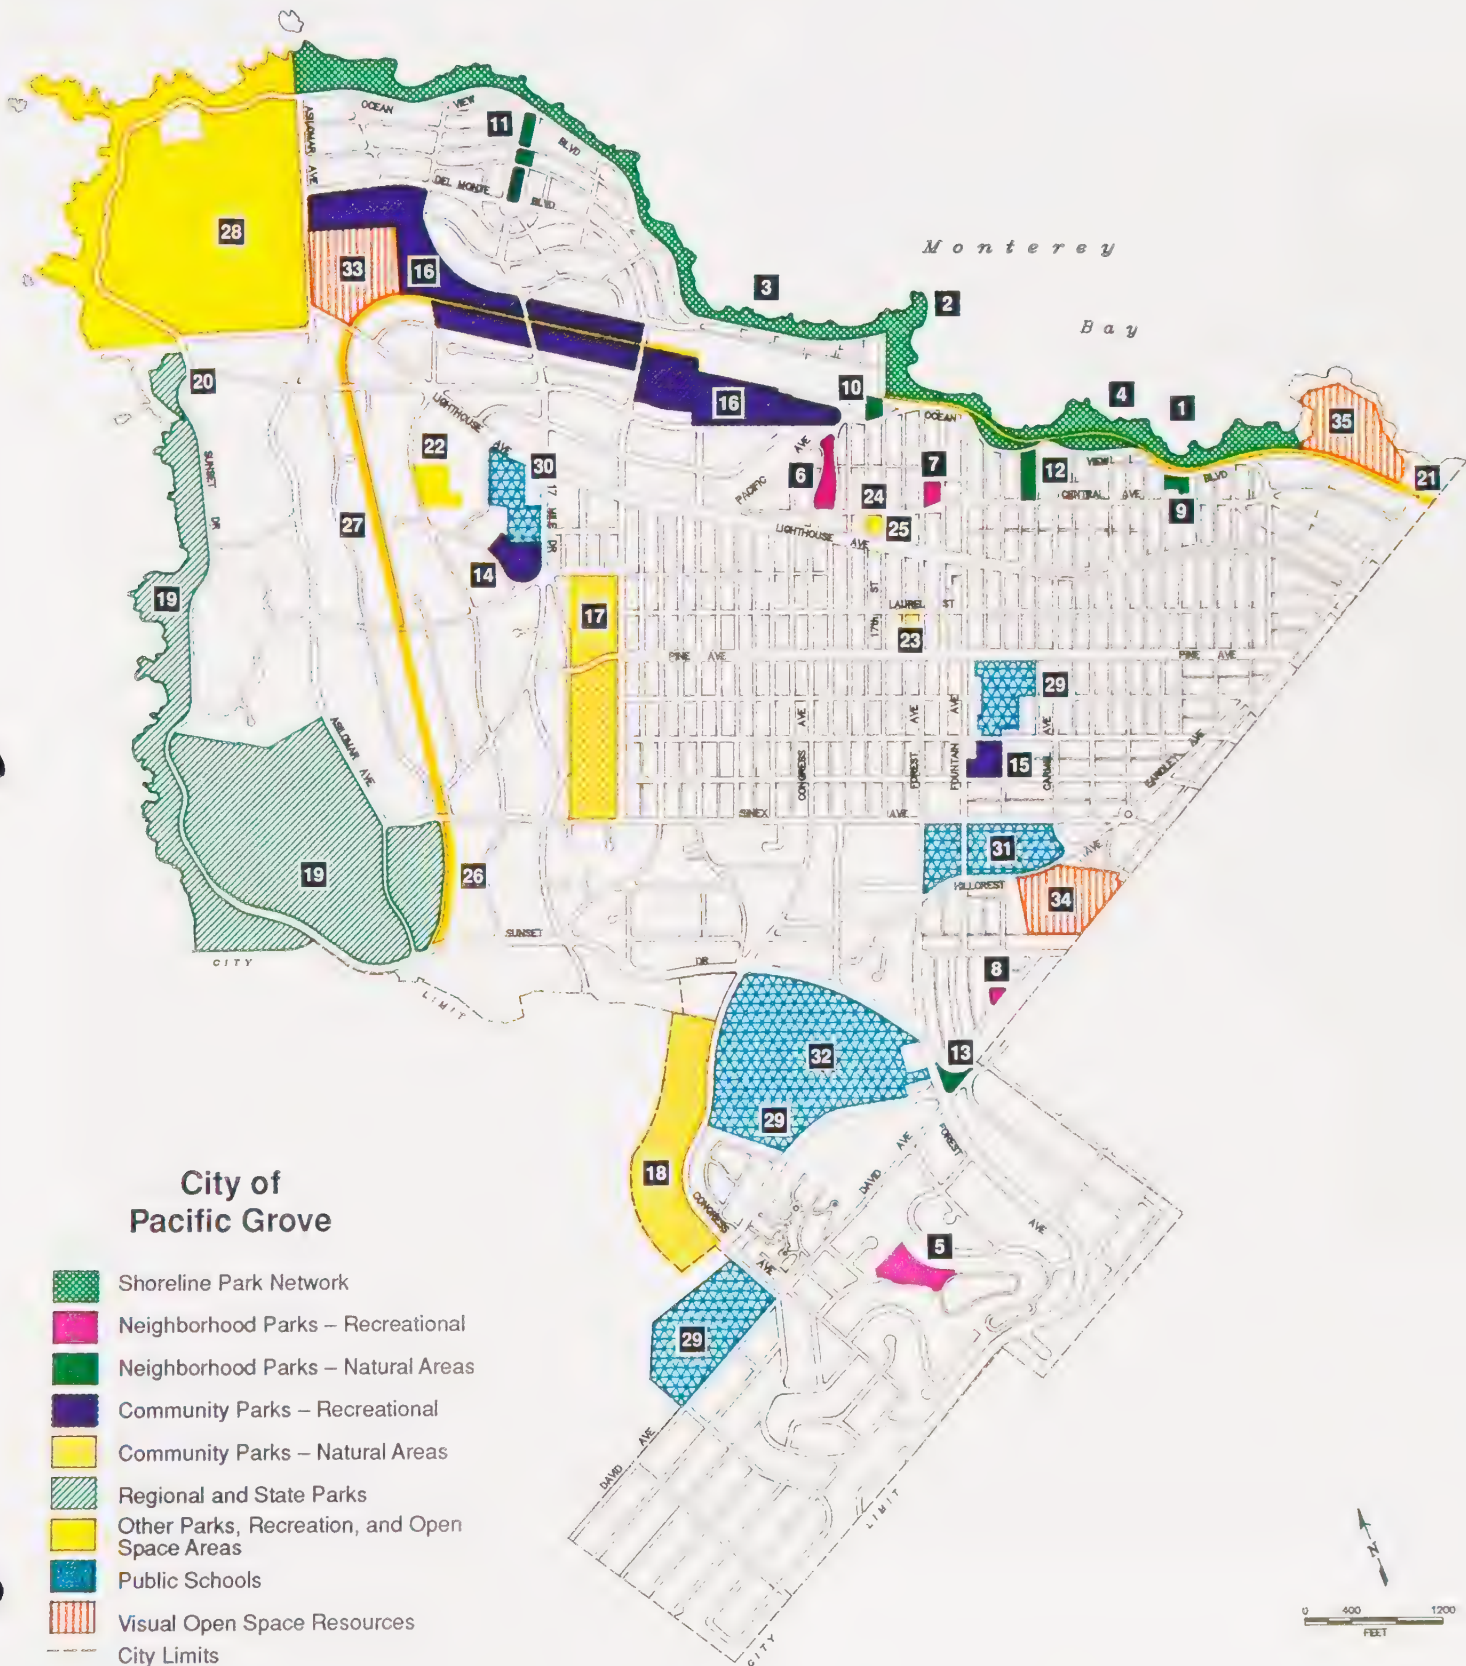 OCEAN
VIEW
BLVD
11
ASILOMAR AVE
DEL MONTE
BLVD
28
33
16
Monterey
3
2
Bay
20
10
16
4
1
35
OCEAN
LIGHTHOUSE
AVE
22
30
PACIFIC
AVE
6
7
12
VIEW
BLVD
21
CENTRAL AVE
9
SUNSET
DR
27
17 MILE DR
24
25
LIGHTHOUSE AVE
14
19
17
17th
ST
LAUREL ST
23
PINE AVE
PINE AVE
29
ASILOMAR AVE
CONGRESS
AVE
FOREST
AVE
FOUNTAIN
AVE
15
CARMEL
AVE
EARDLEY AVE
SINEX
AVE
19
26
31
AVE
HILLCREST
34
SUNSET
DR
CITY
LIMIT
8
32
13
29
18
CONGRESS
AVE
DAVID
AVE
FOREST
AVE
5
29
DAVID
AVE
LIMIT
CITY
City of
Pacific Grove
Shoreline Park Network
Neighborhood Parks – Recreational
Neighborhood Parks – Natural Areas
Community Parks – Recreational
Community Parks – Natural Areas
Regional and State Parks
Other Parks, Recreation, and Open
Space Areas
Public Schools
Visual Open Space Resources
City Limits
N
0 400 1200
FEET